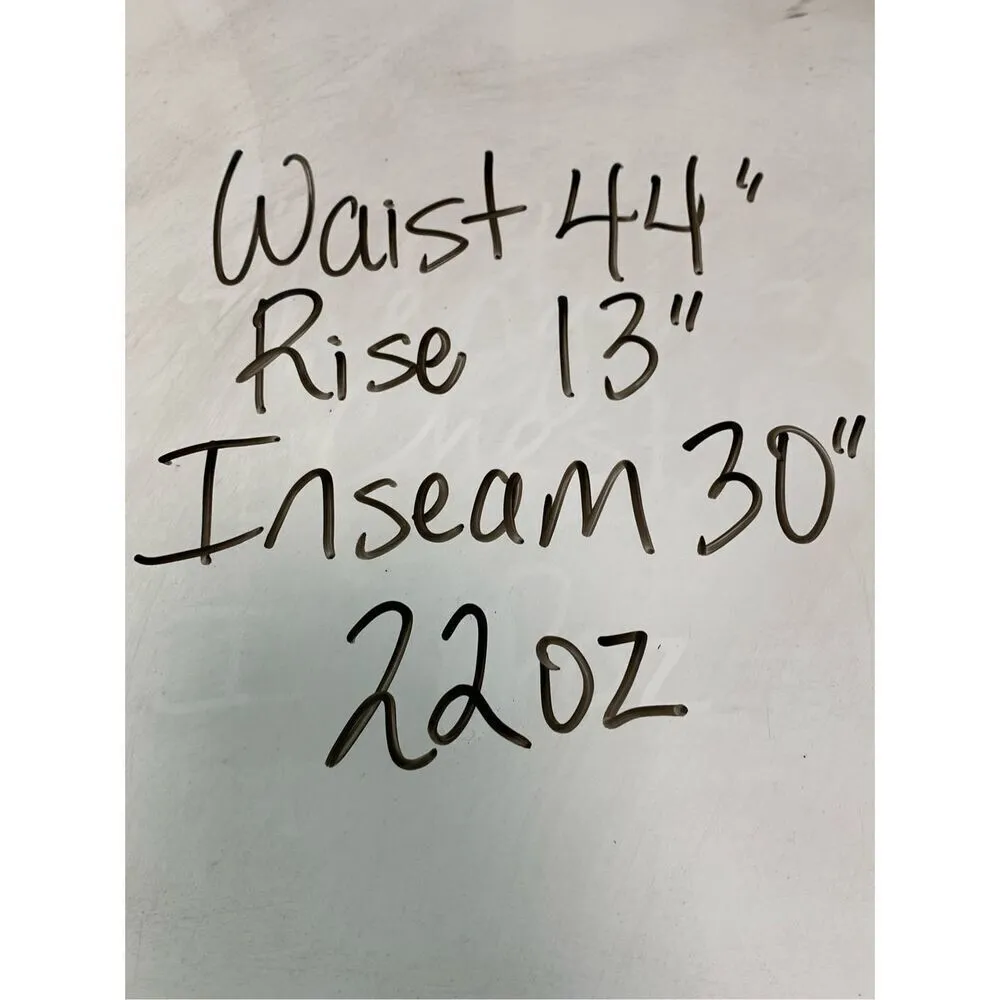 Waist 44"
Rise 13"
Inseam 30"
22oz